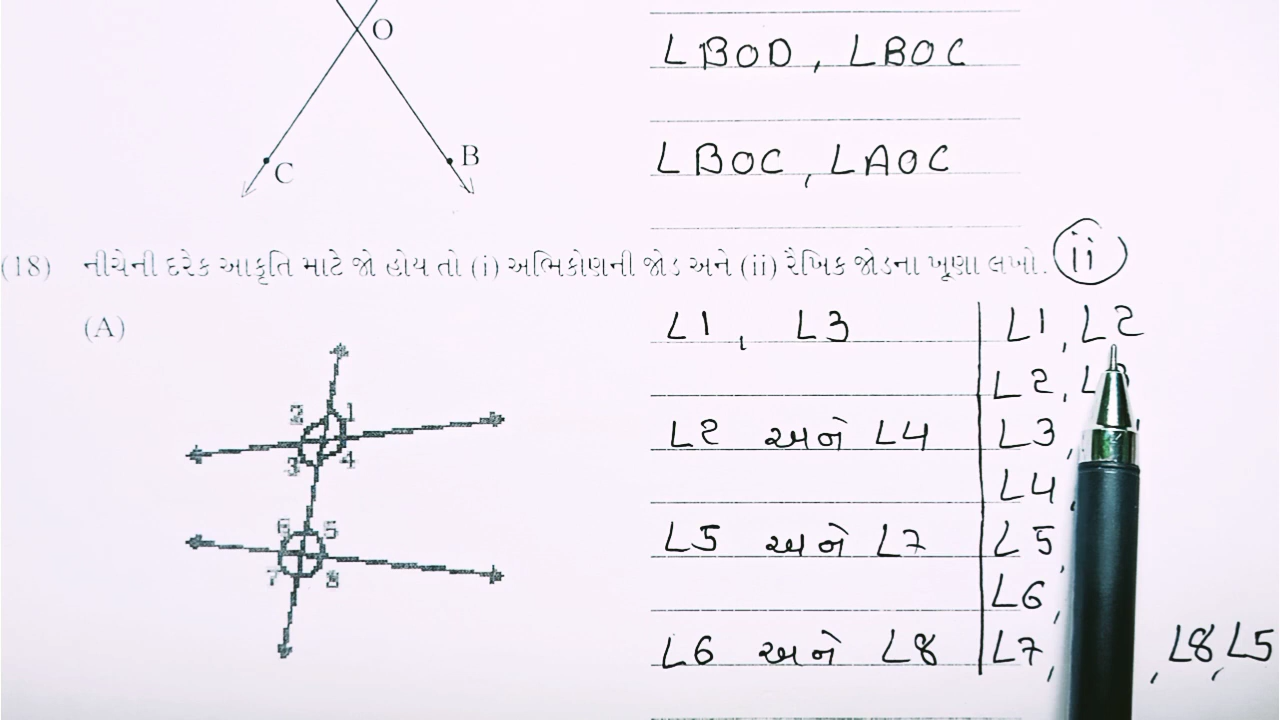 O
∠BOD, ∠BOC
C
B
∠BOC, ∠AOC
(18) નીચેની દરેક આકૃતિ માટે જો હોય તો (i) અભિકોણની જોડ અને (ii) રૈખિક જોડના ખૂણા લખો. (ii)
(A)
∠1, ∠3
∠1, ∠2
∠2,
2 1
3 4
∠2 અને ∠4
∠3,
∠4,
6 5
7 8
∠5 અને ∠7
∠5,
∠6,
∠6 અને ∠8
∠7, , ∠8, ∠5